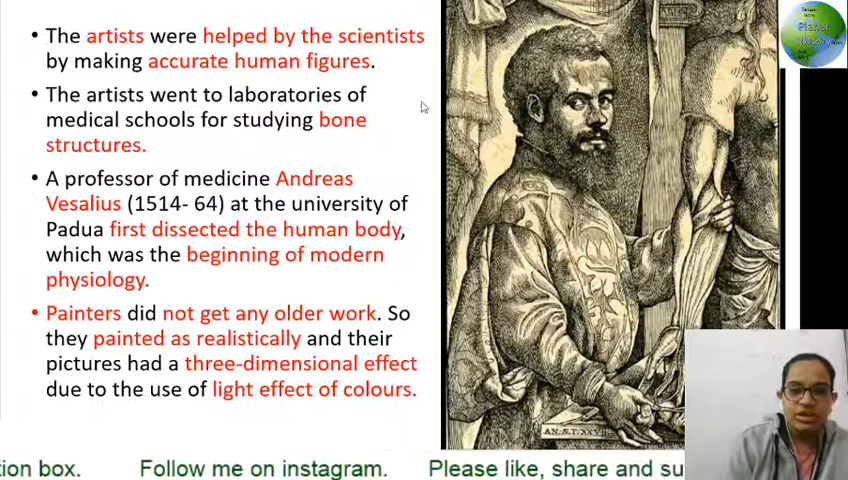 • The artists were helped by the scientists
by making accurate human figures.
• The artists went to laboratories of
medical schools for studying bone
structures.
• A professor of medicine Andreas
Vesalius (1514- 64) at the university of
Padua first dissected the human body,
which was the beginning of modern
physiology.
• Painters did not get any older work. So
they painted as realistically and their
pictures had a three-dimensional effect
due to the use of light effect of colours.
AN. ÆT. XXVI
tion box. Follow me on instagram. Please like, share and su